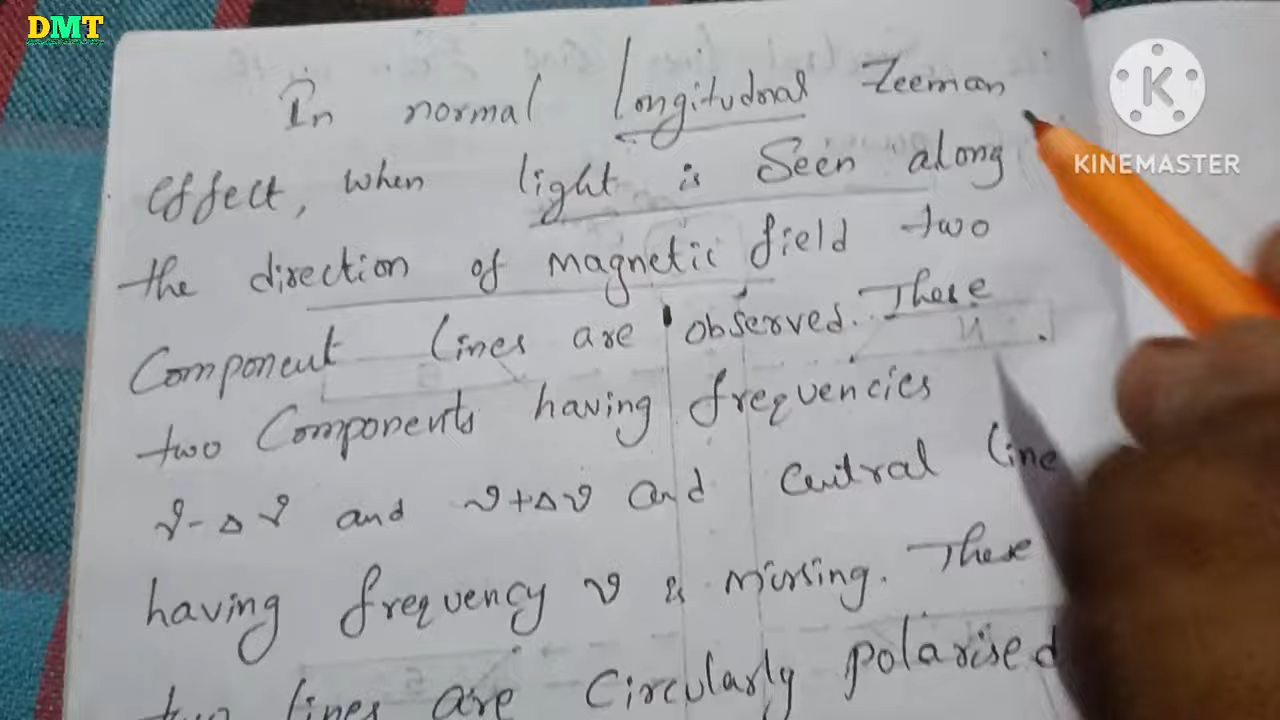 DMT
KINEMASTER
In normal longitudnal Zeeman
effect, when light is seen along
the direction of magnetic field two
Component lines are observed. These
two Components having frequencies
ν-Δν and ν+Δν and central line
having frequency ν is missing. These
two lines are Circularly polarised